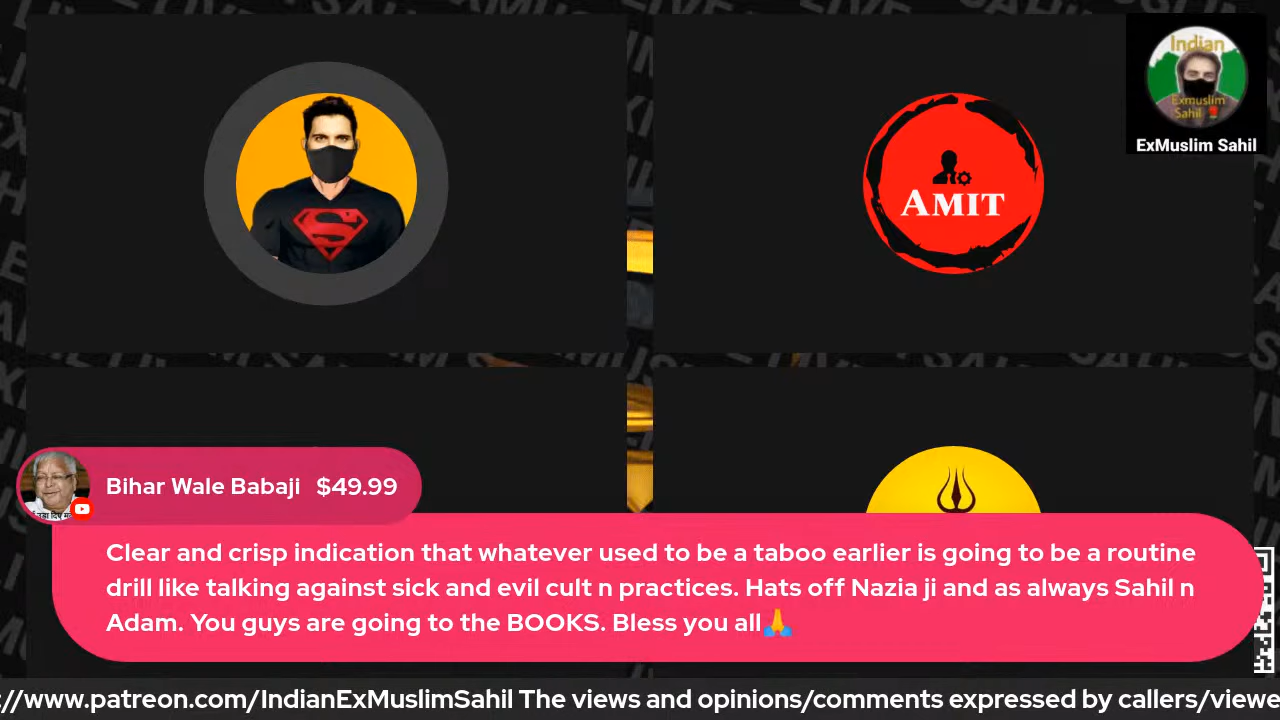 Indian
Exmuslim
Sahil
ExMuslim Sahil
AMIT
Bihar Wale Babaji $49.99
Clear and crisp indication that whatever used to be a taboo earlier is going to be a routine
drill like talking against sick and evil cult n practices. Hats off Nazia ji and as always Sahil n
Adam. You guys are going to the BOOKS. Bless you all🙏
://www.patreon.com/IndianExMuslimSahil The views and opinions/comments expressed by callers/viewe